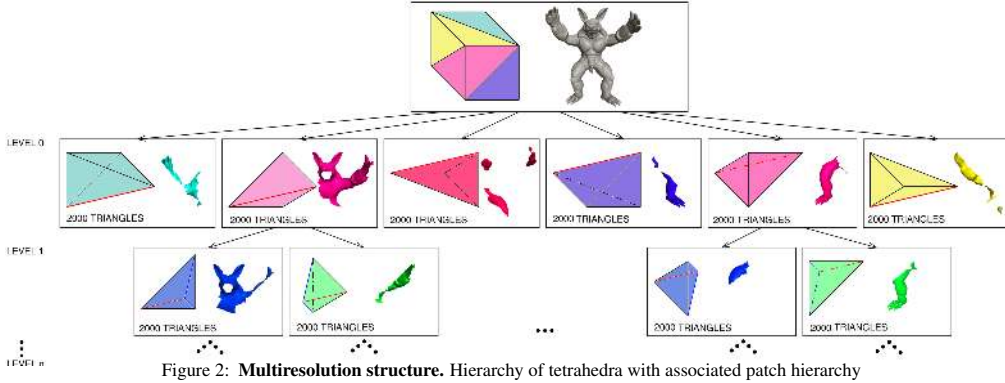 LEVEL 0
2000 TRIANGLES
2000 TRIANGLES
2000 TRIANGLES
2000 TRIANGLES
2000 TRIANGLES
2000 TRIANGLES
LEVEL 1
2000 TRIANGLES
2000 TRIANGLES
...
2000 TRIANGLES
2000 TRIANGLES
LEVEL n
Figure 2: Multiresolution structure. Hierarchy of tetrahedra with associated patch hierarchy